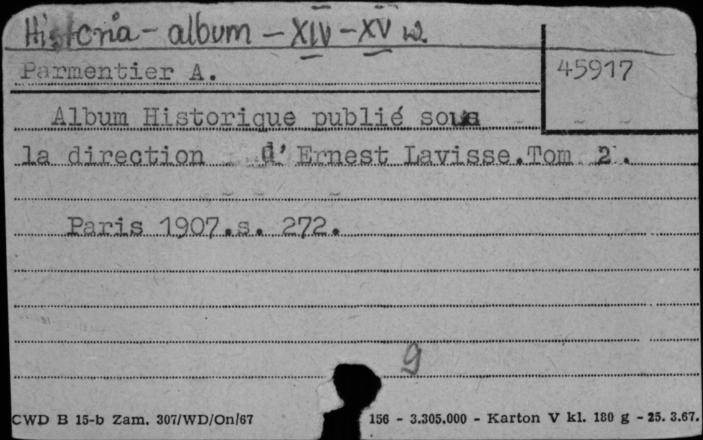 Historia - album - XIV - XV w.
Parmentier A.
45917
Album Historique publié sous
la direction d'Ernest Lavisse.Tom 2.
Paris 1907.s. 272.
9
CWD B 15-b Zam. 307/WD/On/67 156 - 3.305.000 - Karton V kl. 180 g - 25. 3.67.